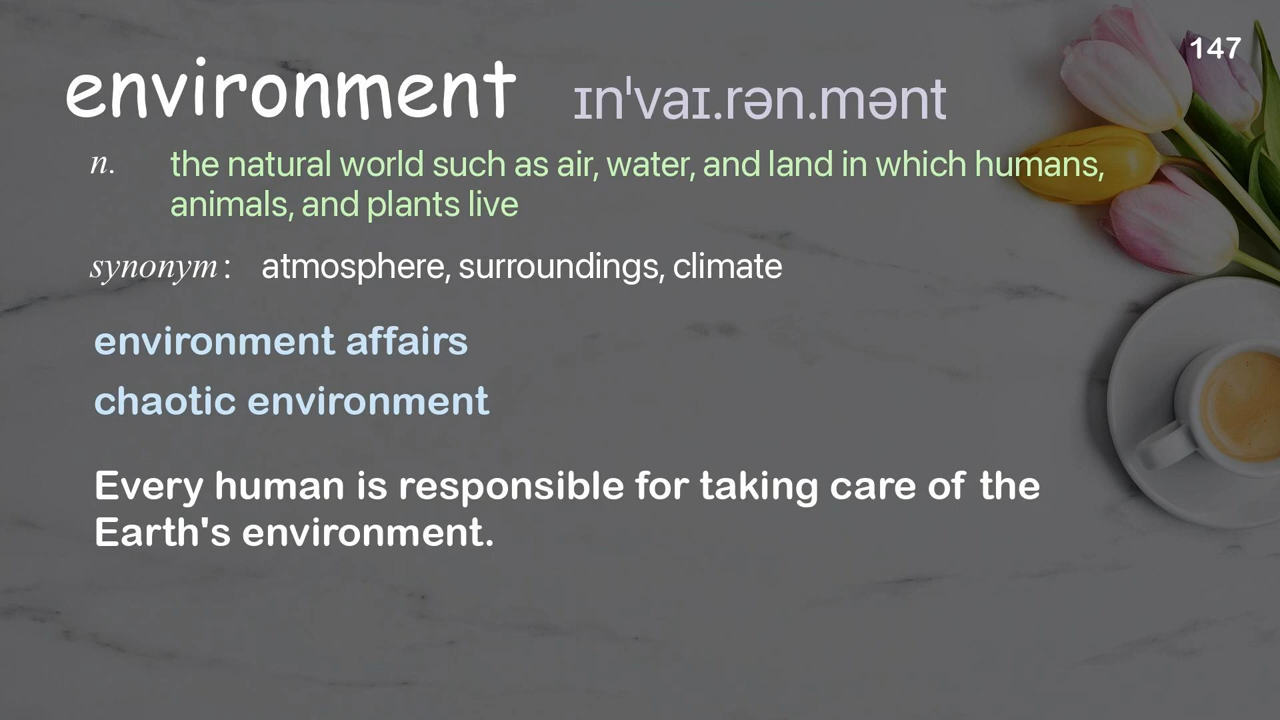 147
environment ɪnˈvaɪ.rən.mənt
n. the natural world such as air, water, and land in which humans,
animals, and plants live
synonym: atmosphere, surroundings, climate
environment affairs
chaotic environment
Every human is responsible for taking care of the
Earth's environment.